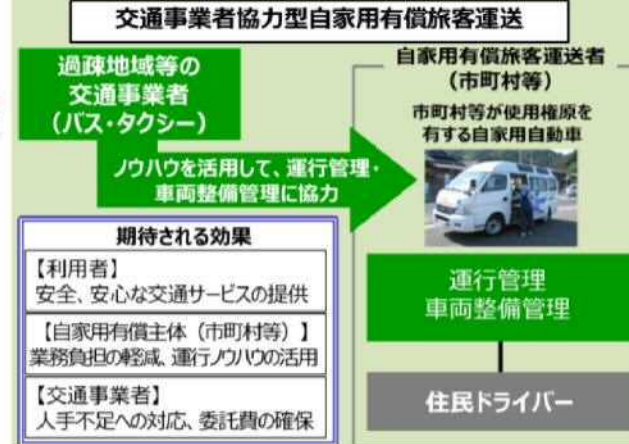 交通事業者協力型自家用有償旅客運送
過疎地域等の
交通事業者
（バス・タクシー）
ノウハウを活用して、運行管理・
車両整備管理に協力
自家用有償旅客運送者
（市町村等）
市町村等が使用権原を
有する自家用自動車
運行管理
車両整備管理
住民ドライバー
期待される効果
【利用者】
安全、安心な交通サービスの提供
【自家用有償主体（市町村等）】
業務負担の軽減、運行ノウハウの活用
【交通事業者】
人手不足への対応、委託費の確保